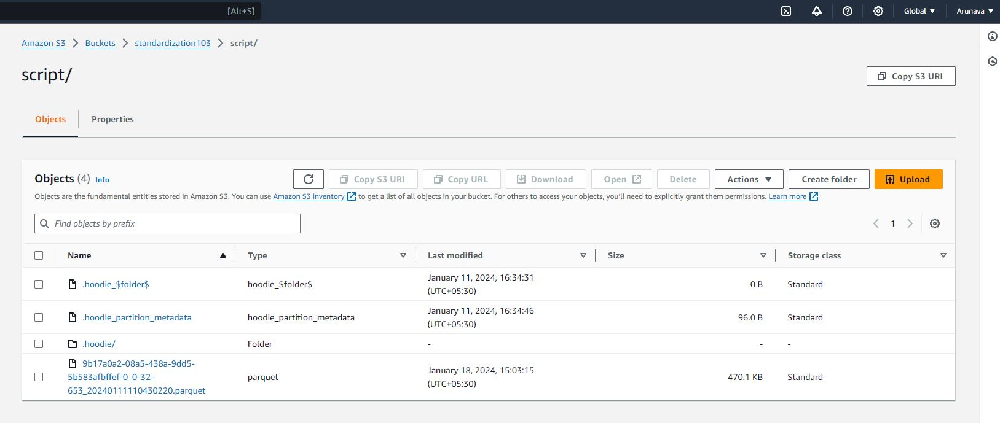 [Alt+S] Global Arunava
Amazon S3 Buckets standardization103 script/
script/
Copy S3 URI
Objects Properties
Objects (4) Info Copy S3 URI Copy URL Download Open Delete Actions Create folder Upload
Objects are the fundamental entities stored in Amazon S3. You can use Amazon S3 inventory to get a list of all objects in your bucket. For others to access your objects, you'll need to explicitly grant them permissions. Learn more
Find objects by prefix 1
Name Type Last modified Size Storage class
.hoodie_$folder$ hoodie_$folder$ January 11, 2024, 16:34:31 (UTC+05:30) 0 B Standard
.hoodie_partition_metadata hoodie_partition_metadata January 11, 2024, 16:34:46 (UTC+05:30) 96.0 B Standard
.hoodie/ Folder - - -
9b17a0a2-08a5-438a-9dd5-
5b583afbffef-0_0-32- parquet January 18, 2024, 15:03:15 (UTC+05:30) 470.1 KB Standard
653_20240111110430220.parquet